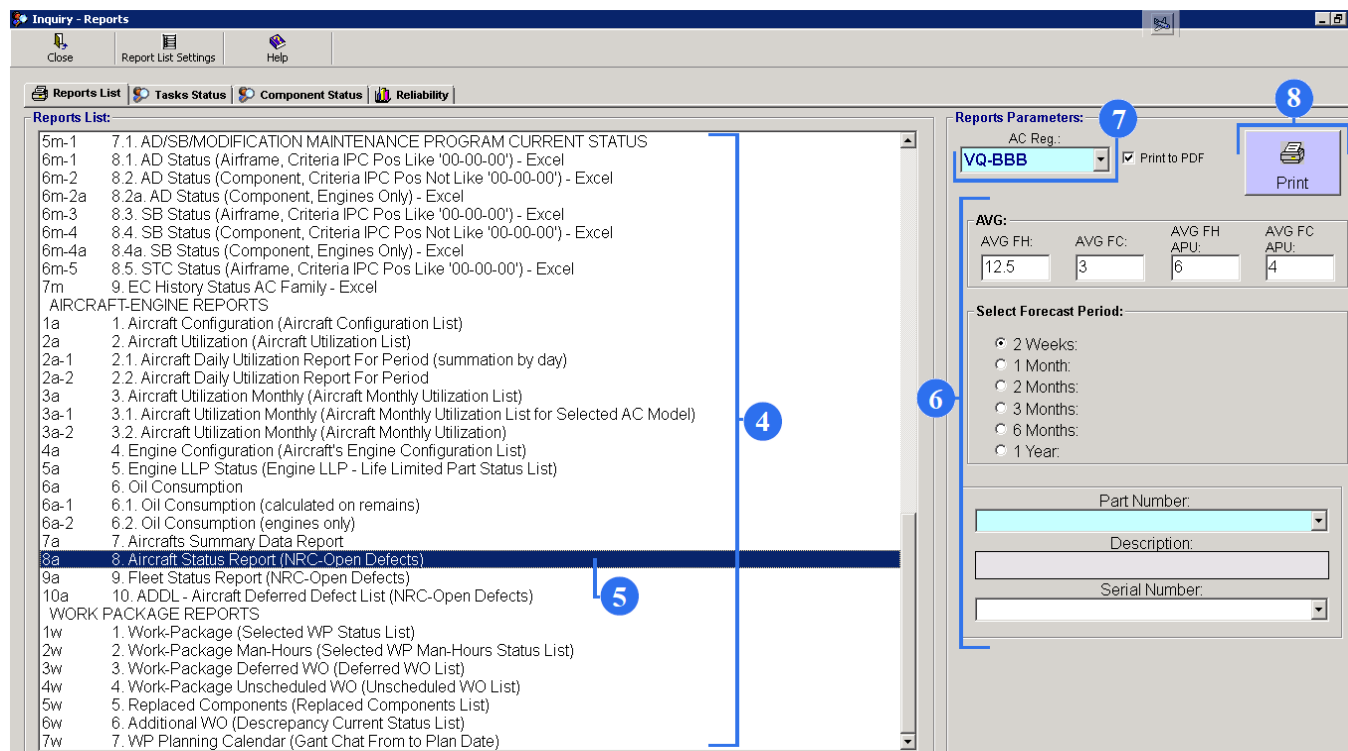 Inquiry - Reports
Close Report List Settings Help
Reports List Tasks Status Component Status Reliability
Reports List:
5m-1 7.1. AD/SB/MODIFICATION MAINTENANCE PROGRAM CURRENT STATUS
6m-1 8.1. AD Status (Airframe, Criteria IPC Pos Like '00-00-00') - Excel
6m-2 8.2. AD Status (Component, Criteria IPC Pos Not Like '00-00-00') - Excel
6m-2a 8.2a. AD Status (Component, Engines Only) - Excel
6m-3 8.3. SB Status (Airframe, Criteria IPC Pos Like '00-00-00') - Excel
6m-4 8.4. SB Status (Component, Criteria IPC Pos Not Like '00-00-00') - Excel
6m-4a 8.4a. SB Status (Component, Engines Only) - Excel
6m-5 8.5. STC Status (Airframe, Criteria IPC Pos Like '00-00-00') - Excel
7m 9. EC History Status AC Family - Excel
AIRCRAFT-ENGINE REPORTS
1a 1. Aircraft Configuration (Aircraft Configuration List)
2a 2. Aircraft Utilization (Aircraft Utilization List)
2a-1 2.1. Aircraft Daily Utilization Report For Period (summation by day)
2a-2 2.2. Aircraft Daily Utilization Report For Period
3a 3. Aircraft Utilization Monthly (Aircraft Monthly Utilization List)
3a-1 3.1. Aircraft Utilization Monthly (Aircraft Monthly Utilization List for Selected AC Model)
3a-2 3.2. Aircraft Utilization Monthly (Aircraft Monthly Utilization)
4a 4. Engine Configuration (Aircraft's Engine Configuration List)
5a 5. Engine LLP Status (Engine LLP - Life Limited Part Status List)
6a 6. Oil Consumption
6a-1 6.1. Oil Consumption (calculated on remains)
6a-2 6.2. Oil Consumption (engines only)
7a 7. Aircrafts Summary Data Report
8a 8. Aircraft Status Report (NRC-Open Defects)
9a 9. Fleet Status Report (NRC-Open Defects)
10a 10. ADDL - Aircraft Deferred Defect List (NRC-Open Defects)
WORK PACKAGE REPORTS
1w 1. Work-Package (Selected WP Status List)
2w 2. Work-Package Man-Hours (Selected WP Man-Hours Status List)
3w 3. Work-Package Deferred WO (Deferred WO List)
4w 4. Work-Package Unscheduled WO (Unscheduled WO List)
5w 5. Replaced Components (Replaced Components List)
6w 6. Additional WO (Descrepancy Current Status List)
7w 7. WP Planning Calendar (Gant Chat From to Plan Date)
4
5
Reports Parameters:
7
8
AC Reg.:
VQ-BBB Print to PDF
Print
6
AVG:
AVG FH: AVG FC: AVG FH APU: AVG FC APU:
12.5 3 6 4
Select Forecast Period:
2 Weeks:
1 Month:
2 Months:
3 Months:
6 Months:
1 Year:
Part Number:
Description:
Serial Number: